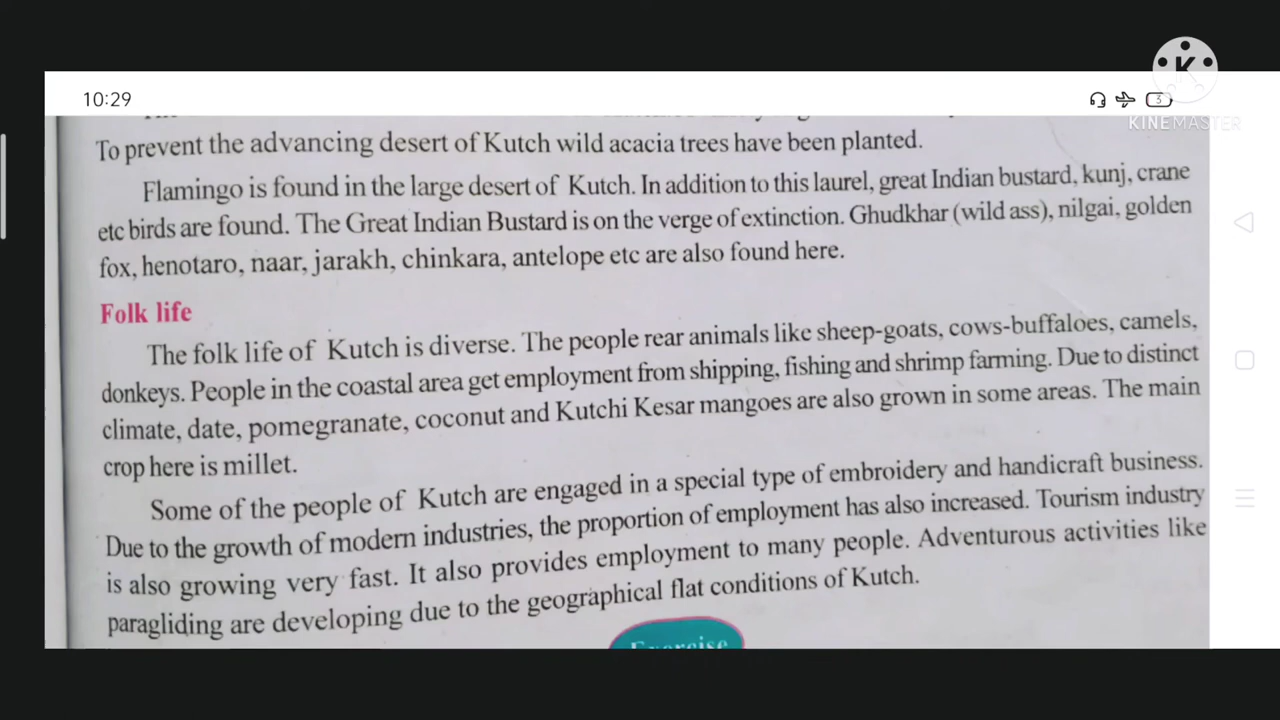 10:29
3
K
KINEMASTER
To prevent the advancing desert of Kutch wild acacia trees have been planted.
Flamingo is found in the large desert of Kutch. In addition to this laurel, great Indian bustard, kunj, crane
etc birds are found. The Great Indian Bustard is on the verge of extinction. Ghudkhar (wild ass), nilgai, golden
fox, henotaro, naar, jarakh, chinkara, antelope etc are also found here.
Folk life
The folk life of Kutch is diverse. The people rear animals like sheep-goats, cows-buffaloes, camels,
donkeys. People in the coastal area get employment from shipping, fishing and shrimp farming. Due to distinct
climate, date, pomegranate, coconut and Kutchi Kesar mangoes are also grown in some areas. The main
crop here is millet.
Some of the people of Kutch are engaged in a special type of embroidery and handicraft business.
Due to the growth of modern industries, the proportion of employment has also increased. Tourism industry
is also growing very fast. It also provides employment to many people. Adventurous activities like
paragliding are developing due to the geographical flat conditions of Kutch.
Exercise